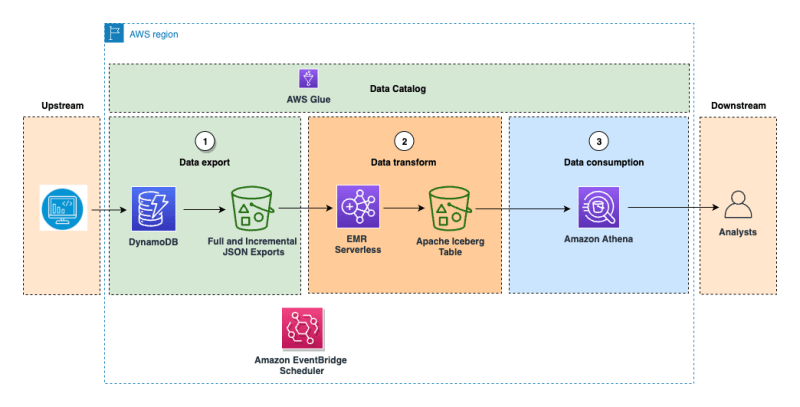 AWS region
AWS Glue
Data Catalog
Upstream
Downstream
1
2
3
Data export
Data transform
Data consumption
DynamoDB
Full and Incremental
JSON Exports
EMR
Serverless
Apache Iceberg
Table
Amazon Athena
Analysts
Amazon EventBridge
Scheduler